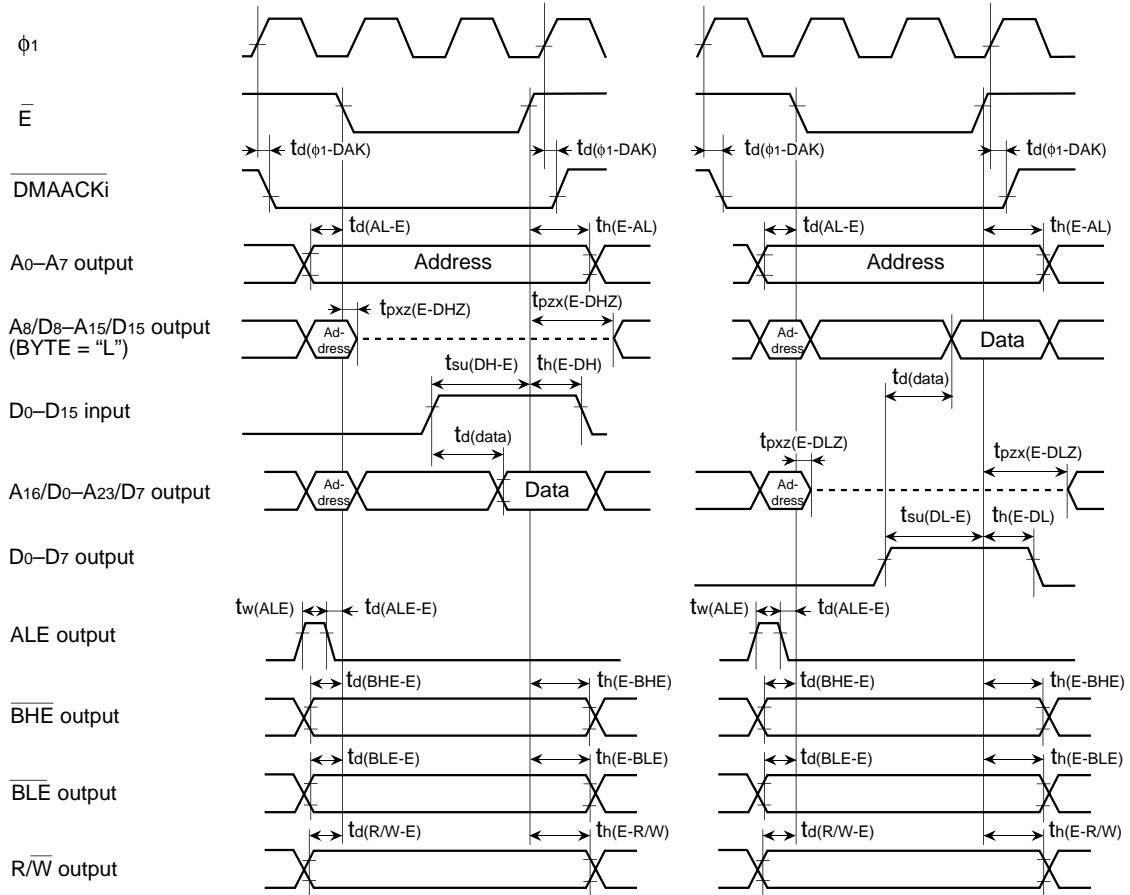 ϕ1
E
td(ϕ1-DAK) td(ϕ1-DAK) td(ϕ1-DAK) td(ϕ1-DAK)
DMAACKi
td(AL-E) th(E-AL) td(AL-E) th(E-AL)
A0–A7 output Address Address
tpxz(E-DHZ) tpzx(E-DHZ)
A8/D8–A15/D15 output
(BYTE = “L”)
Ad-
dress
Ad-
dress
Data
tsu(DH-E) th(E-DH) td(data)
D0–D15 input
td(data) tpxz(E-DLZ) tpzx(E-DLZ)
A16/D0–A23/D7 output
Ad-
dress
Data
Ad-
dress
tsu(DL-E) th(E-DL)
D0–D7 output
tw(ALE) td(ALE-E) tw(ALE) td(ALE-E)
ALE output
td(BHE-E) th(E-BHE) td(BHE-E) th(E-BHE)
BHE output
td(BLE-E) th(E-BLE) td(BLE-E) th(E-BLE)
BLE output
td(R/W-E) th(E-R/W) td(R/W-E) th(E-R/W)
R/W output